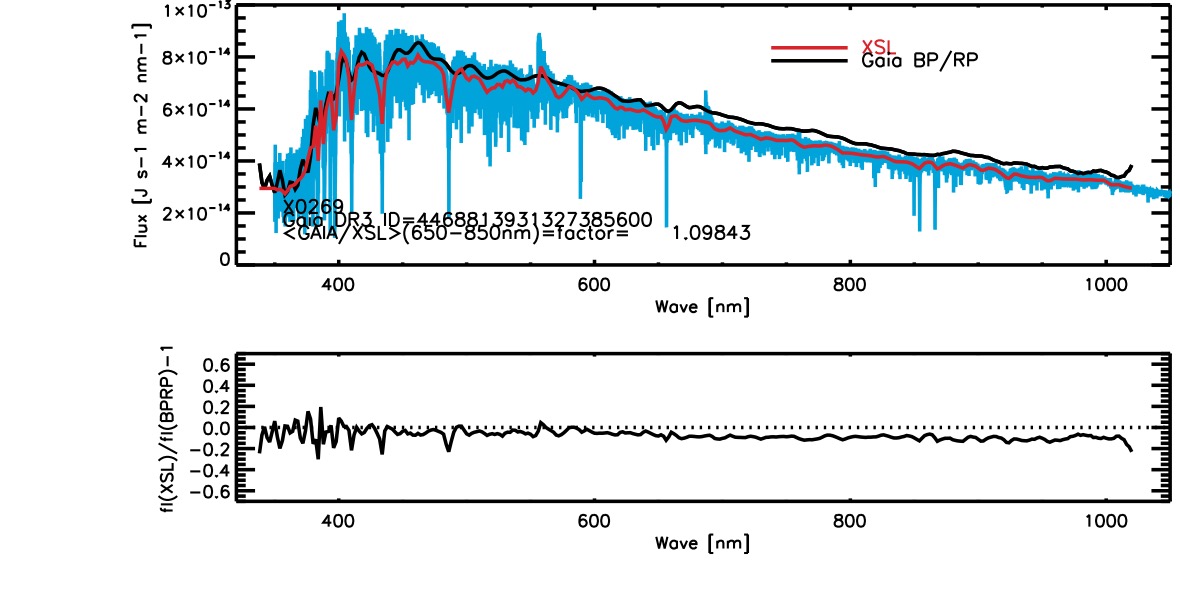 1×10−13
8×10−14
6×10−14
4×10−14
2×10−14
0
Flux [J s−1 m−2 nm−1]
XSL
Gaia BP/RP
X0269
Gaia DR3 ID=4468813931327385600
<GAIA/XSL>(650−850nm)=factor= 1.09843
400 600 800 1000
Wave [nm]
0.6
0.4
0.2
0.0
−0.2
−0.4
−0.6
fl(XSL)/fl(BPRP)−1
400 600 800 1000
Wave [nm]